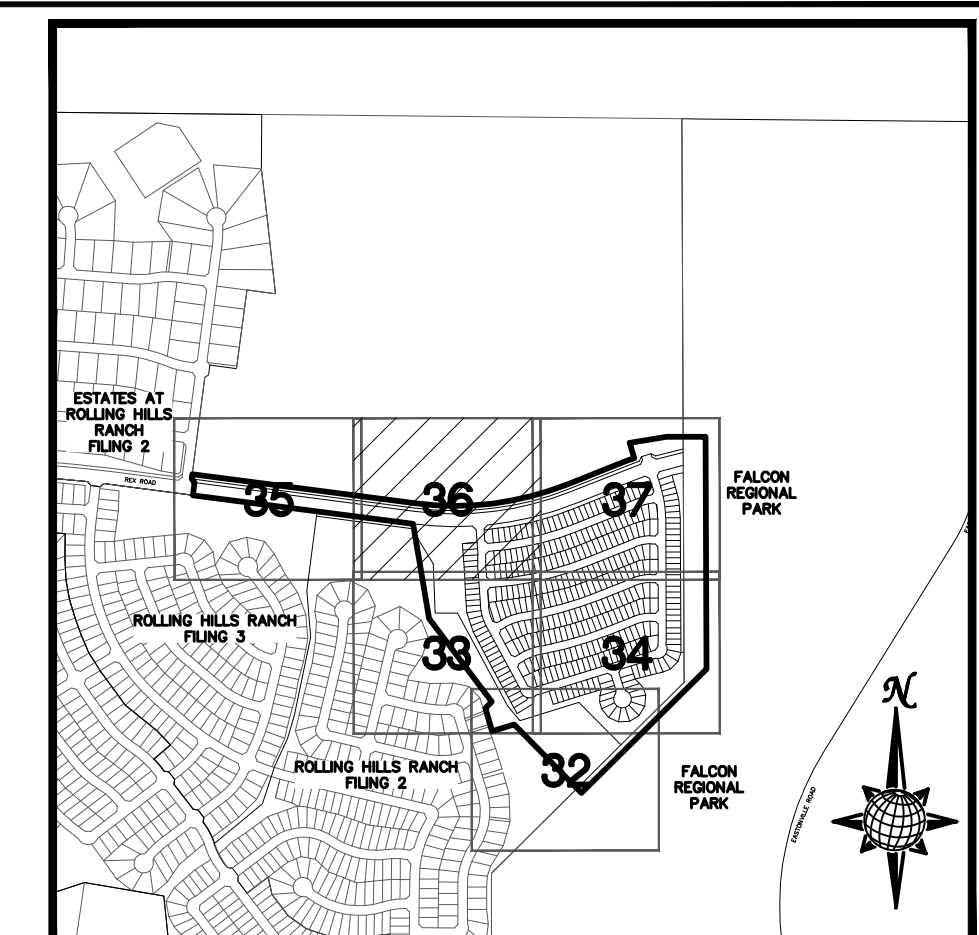 ESTATES AT
ROLLING HILLS
RANCH
FILING 2
REX ROAD
35
36
37
FALCON
REGIONAL
PARK
ROLLING HILLS RANCH
FILING 3
33
34
N
ROLLING HILLS RANCH
FILING 2
32
FALCON
REGIONAL
PARK
EASTONVILLE ROAD